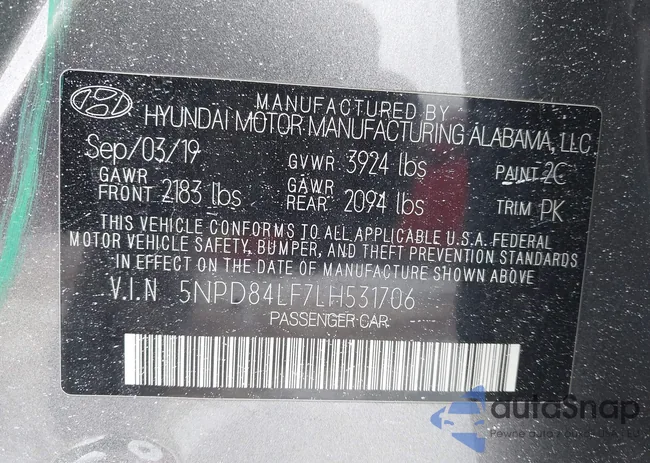 MANUFACTURED BY
HYUNDAI MOTOR MANUFACTURING ALABAMA, LLC
Sep/03/19 GVWR 3924 lbs PAINT 2C
GAWR FRONT 2183 lbs GAWR REAR 2094 lbs TRIM PK
THIS VEHICLE CONFORMS TO ALL APPLICABLE U.S.A. FEDERAL
MOTOR VEHICLE SAFETY, BUMPER, AND THEFT PREVENTION STANDARDS
IN EFFECT ON THE DATE OF MANUFACTURE SHOWN ABOVE.
V.I.N 5NPD84LF7LH531706
PASSENGER CAR
autoSnap
Pewne auto z